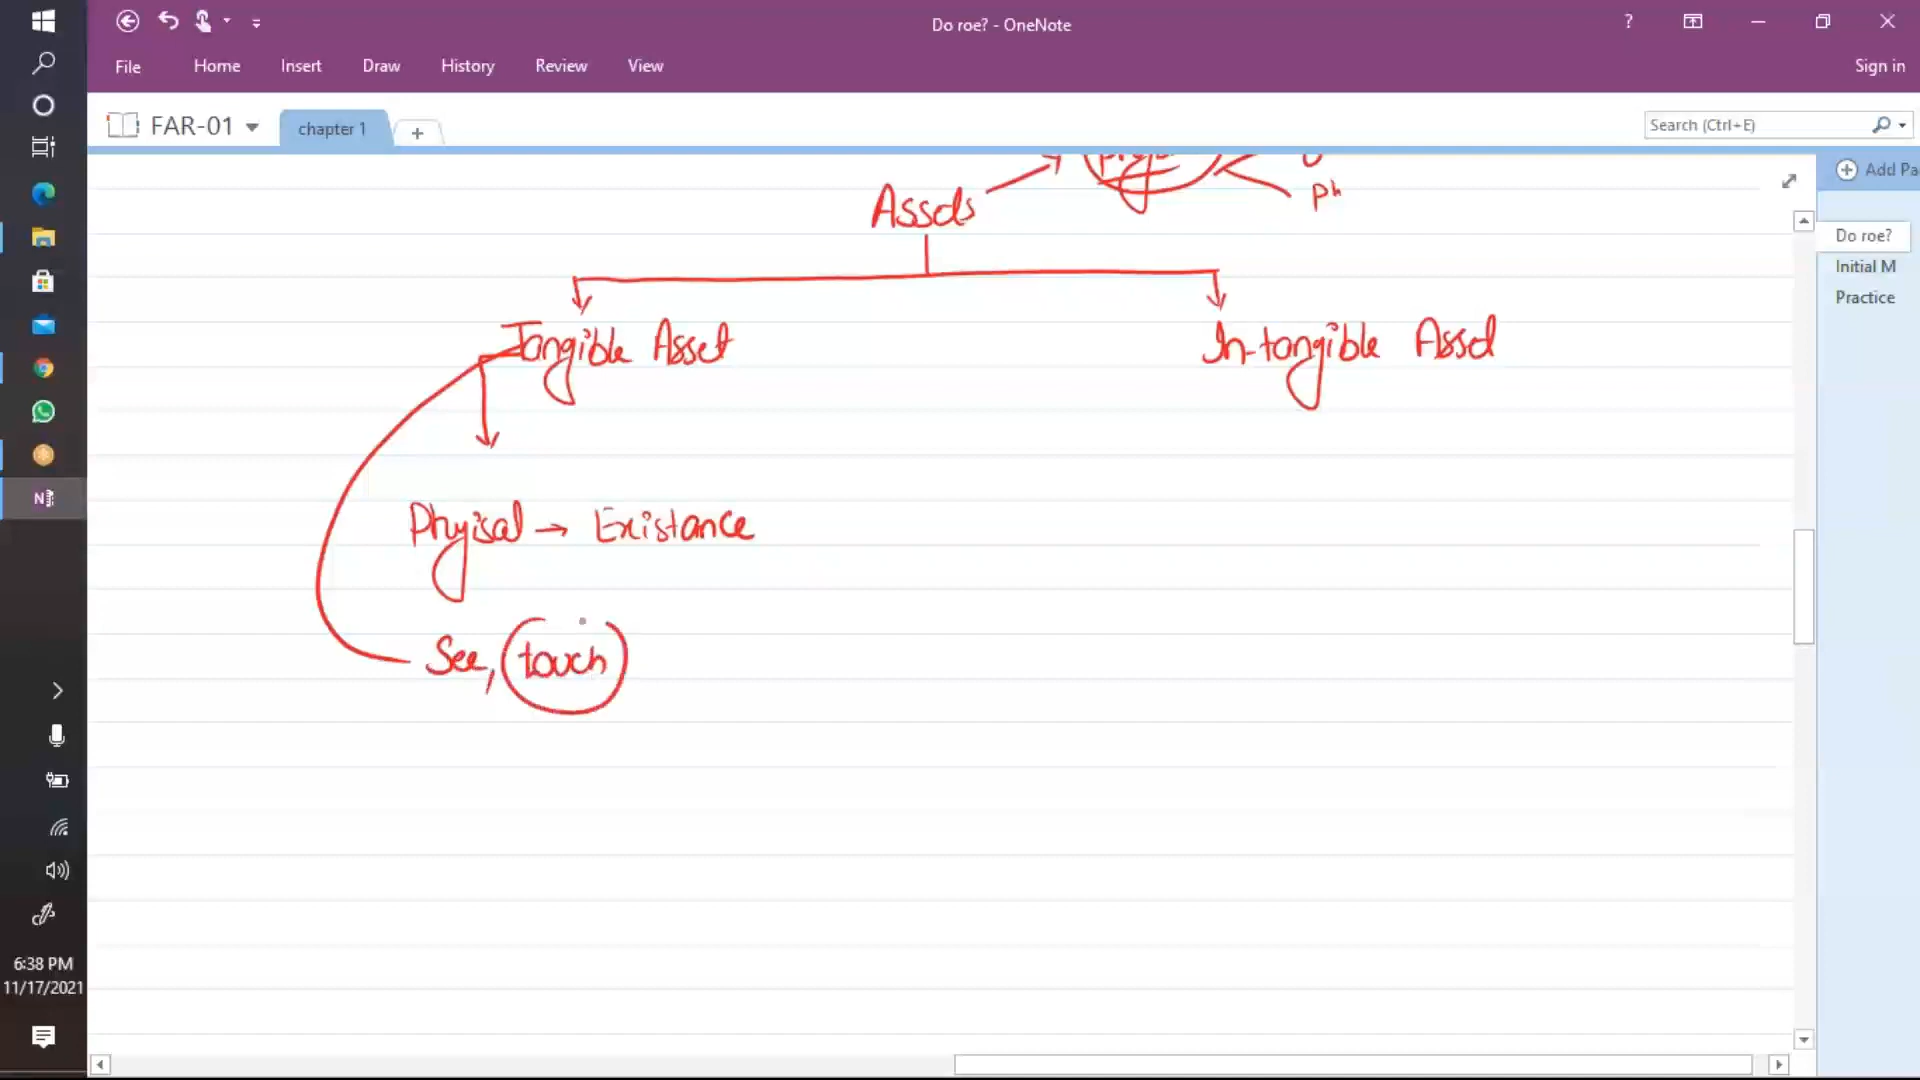 Do roe? - OneNote
?
File Home Insert Draw History Review View
Sign in
FAR-01
chapter 1
+
Search (Ctrl+E)
Add Pa
Do roe?
Initial M
Practice
Ph
Assets
Tangible Asset
In-tangible Asset
Phyisal → Existance
See, touch
N
6:38 PM
11/17/2021